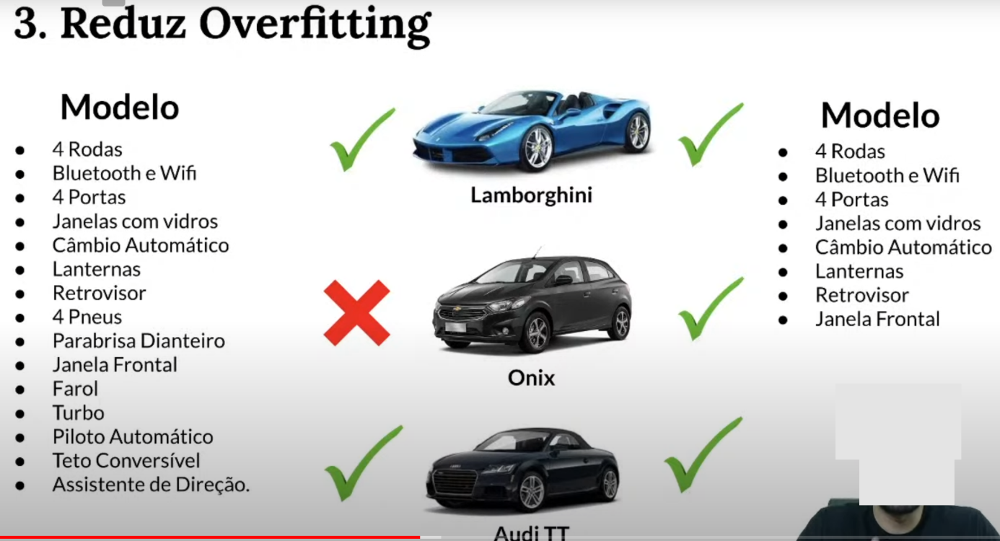 3. Reduz Overfitting
Modelo
4 Rodas
Bluetooth e Wifi
4 Portas
Janelas com vidros
Câmbio Automático
Lanternas
Retrovisor
4 Pneus
Parabrisa Dianteiro
Janela Frontal
Farol
Turbo
Piloto Automático
Teto Conversível
Assistente de Direção.
Lamborghini
Onix
Audi TT
Modelo
4 Rodas
Bluetooth e Wifi
4 Portas
Janelas com vidros
Câmbio Automático
Lanternas
Retrovisor
Janela Frontal